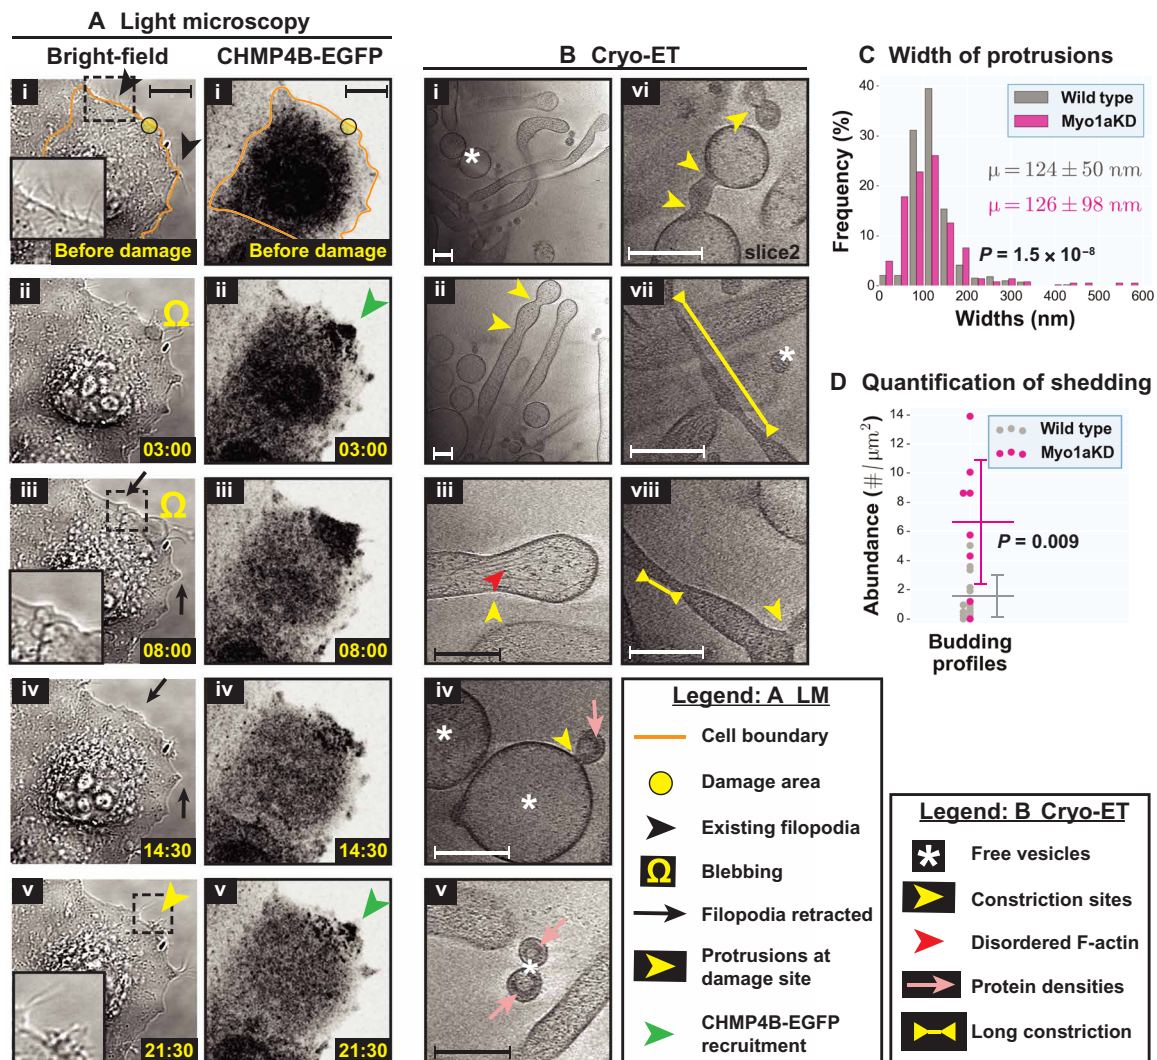 A Light microscopy
Bright-field
CHMP4B-EGFP
i
Before damage
i
Before damage
ii
Ω
03:00
ii
03:00
iii
Ω
08:00
iii
08:00
iv
14:30
iv
14:30
v
21:30
v
21:30
B Cryo-ET
i
*
vi
slice2
ii
vii
*
iii
viii
iv
*
*
v
*
C Width of protrusions
Frequency (%)
40
30
20
10
0
Wild type
Myo1aKD
μ = 124 ± 50 nm
μ = 126 ± 98 nm
P = 1.5 × 10⁻⁸
0 100 200 300 400 500 600
Widths (nm)
D Quantification of shedding
Abundance (# / μm²)
14
12
10
8
6
4
2
0
Wild type
Myo1aKD
P = 0.009
Budding
profiles
Legend: A LM
Cell boundary
Damage area
Existing filopodia
Ω Blebbing
Filopodia retracted
Protrusions at
damage site
CHMP4B-EGFP
recruitment
Legend: B Cryo-ET
* Free vesicles
Constriction sites
Disordered F-actin
Protein densities
Long constriction